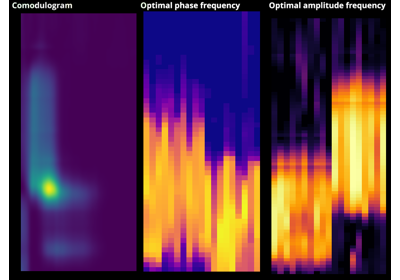 Comodulogram
Optimal phase frequency
Optimal amplitude frequency